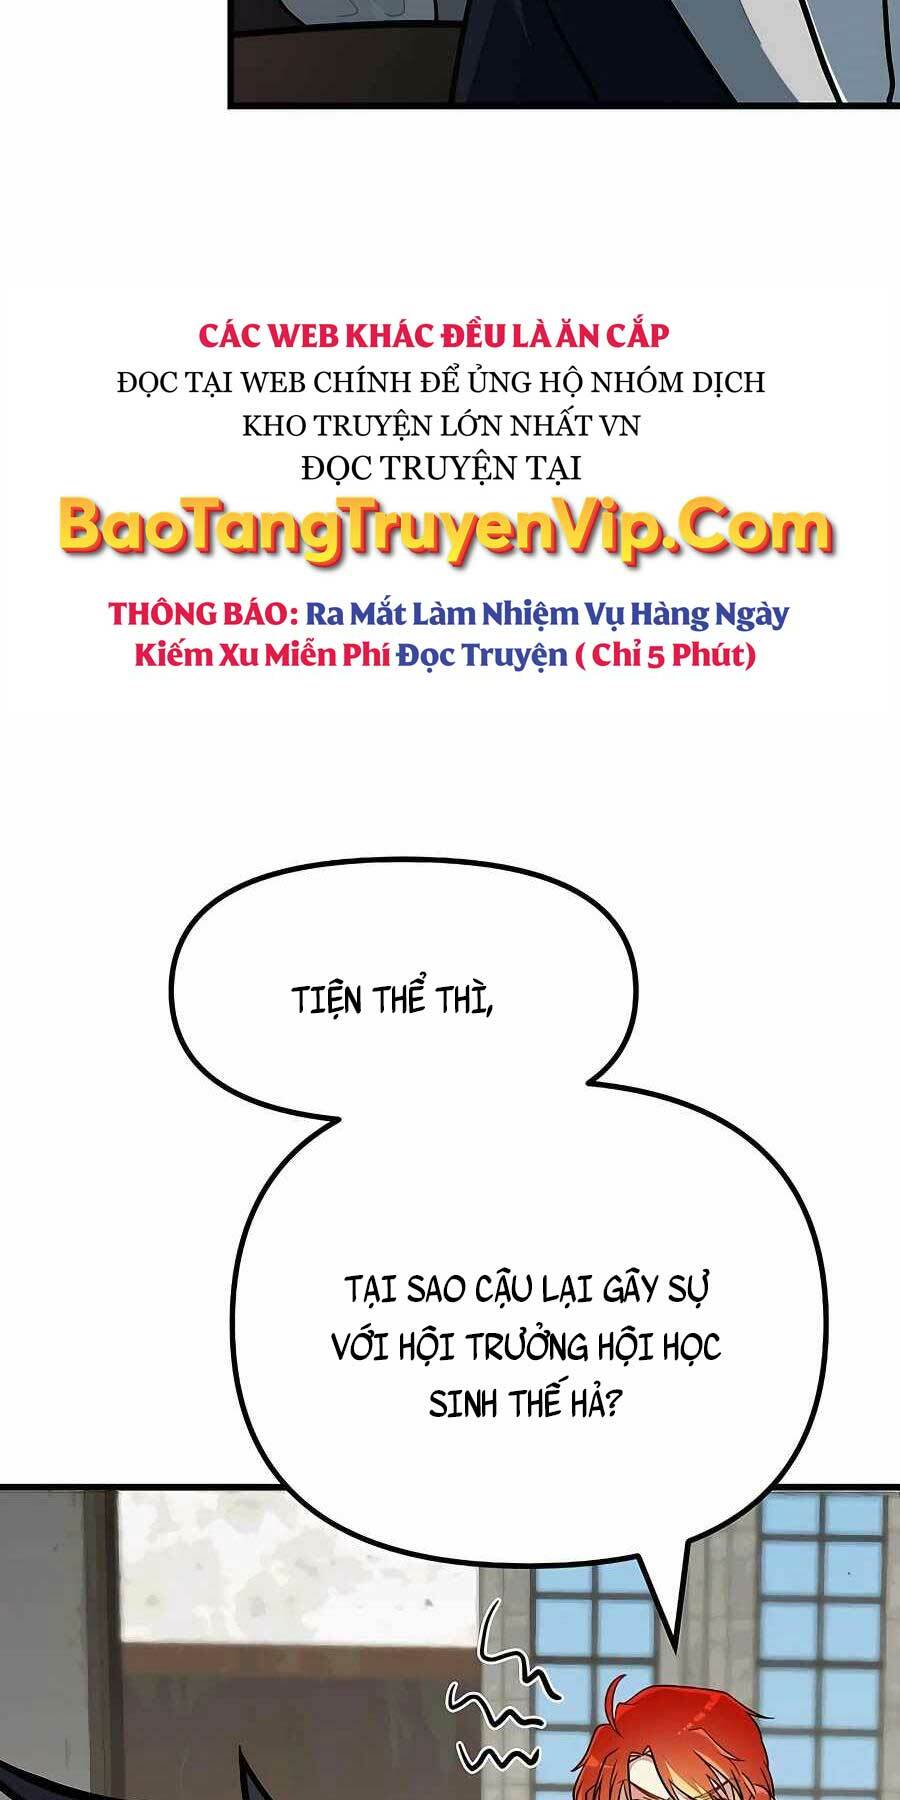 CÁC WEB KHÁC ĐỀU LÀ ĂN CẮP
ĐỌC TẠI WEB CHÍNH ĐỂ ỦNG HỘ NHÓM DỊCH
KHO TRUYỆN LỚN NHẤT VN
ĐỌC TRUYỆN TẠI
BaoTangTruyenVip.Com
THÔNG BÁO: Ra Mắt Làm Nhiệm Vụ Hàng Ngày
Kiếm Xu Miễn Phí Đọc Truyện ( Chỉ 5 Phút)
TIỆN THỂ THÌ,
TẠI SAO CẬU LẠI GÂY SỰ
VỚI HỘI TRƯỞNG HỘI HỌC
SINH THẾ HẢ?